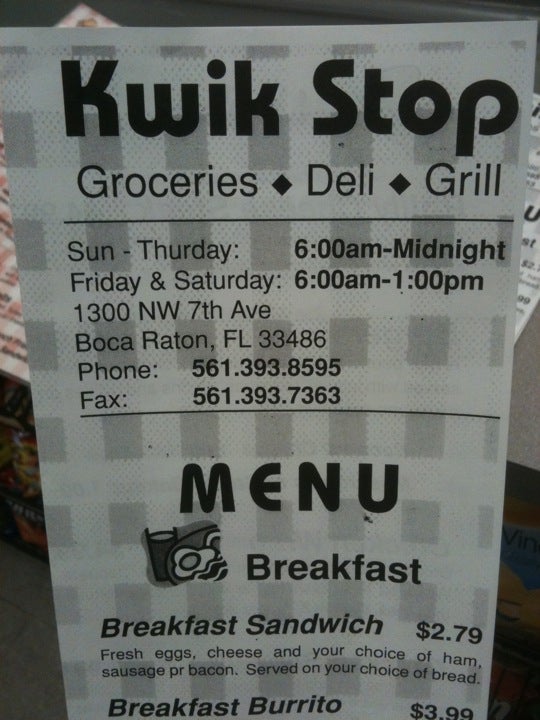 Kwik Stop
Groceries ◆ Deli ◆ Grill
Sun - Thurday: 6:00am-Midnight
Friday & Saturday: 6:00am-1:00pm
1300 NW 7th Ave
Boca Raton, FL 33486
Phone: 561.393.8595
Fax: 561.393.7363
MENU
Breakfast
Breakfast Sandwich $2.79
Fresh eggs, cheese and your choice of ham,
sausage pr bacon. Served on your choice of bread.
Breakfast Burrito $3.99